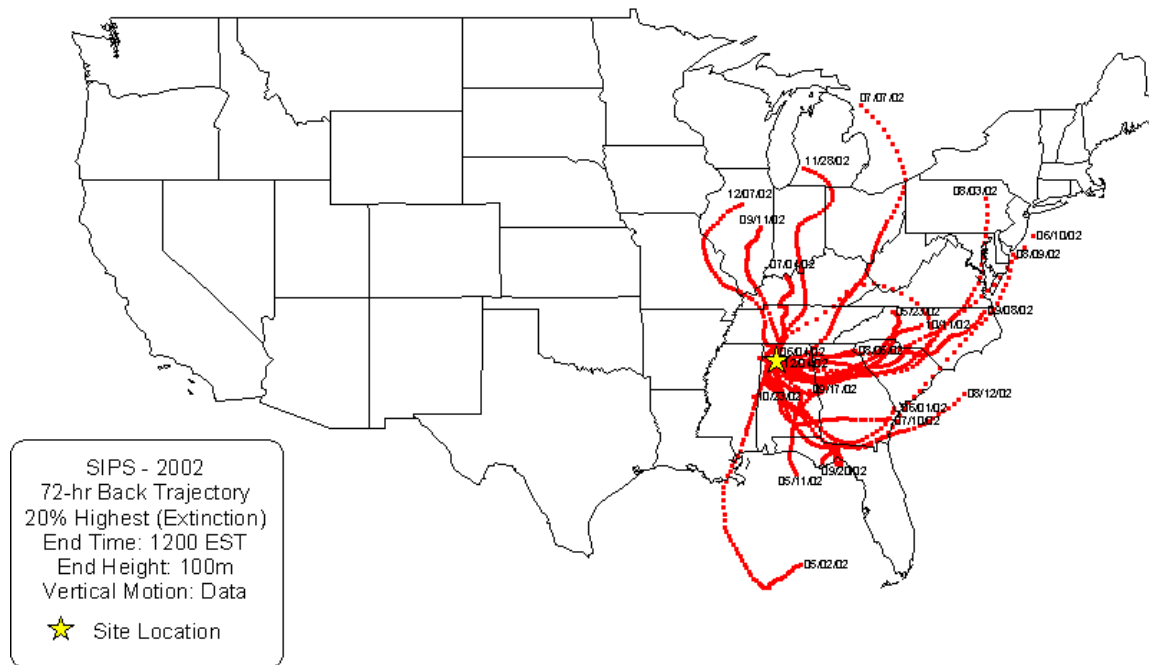 07/07/02
11/28/02
08/03/02
12/07/02
09/11/02
06/10/02
08/09/02
07/04/02
09/08/02
05/23/02
10/11/02
12/04/02
09/17/02
10/23/02
08/12/02
05/01/02
07/10/02
09/20/02
05/11/02
05/02/02
SIPS - 2002
72-hr Back Trajectory
20% Highest (Extinction)
End Time: 1200 EST
End Height: 100m
Vertical Motion: Data
Site Location